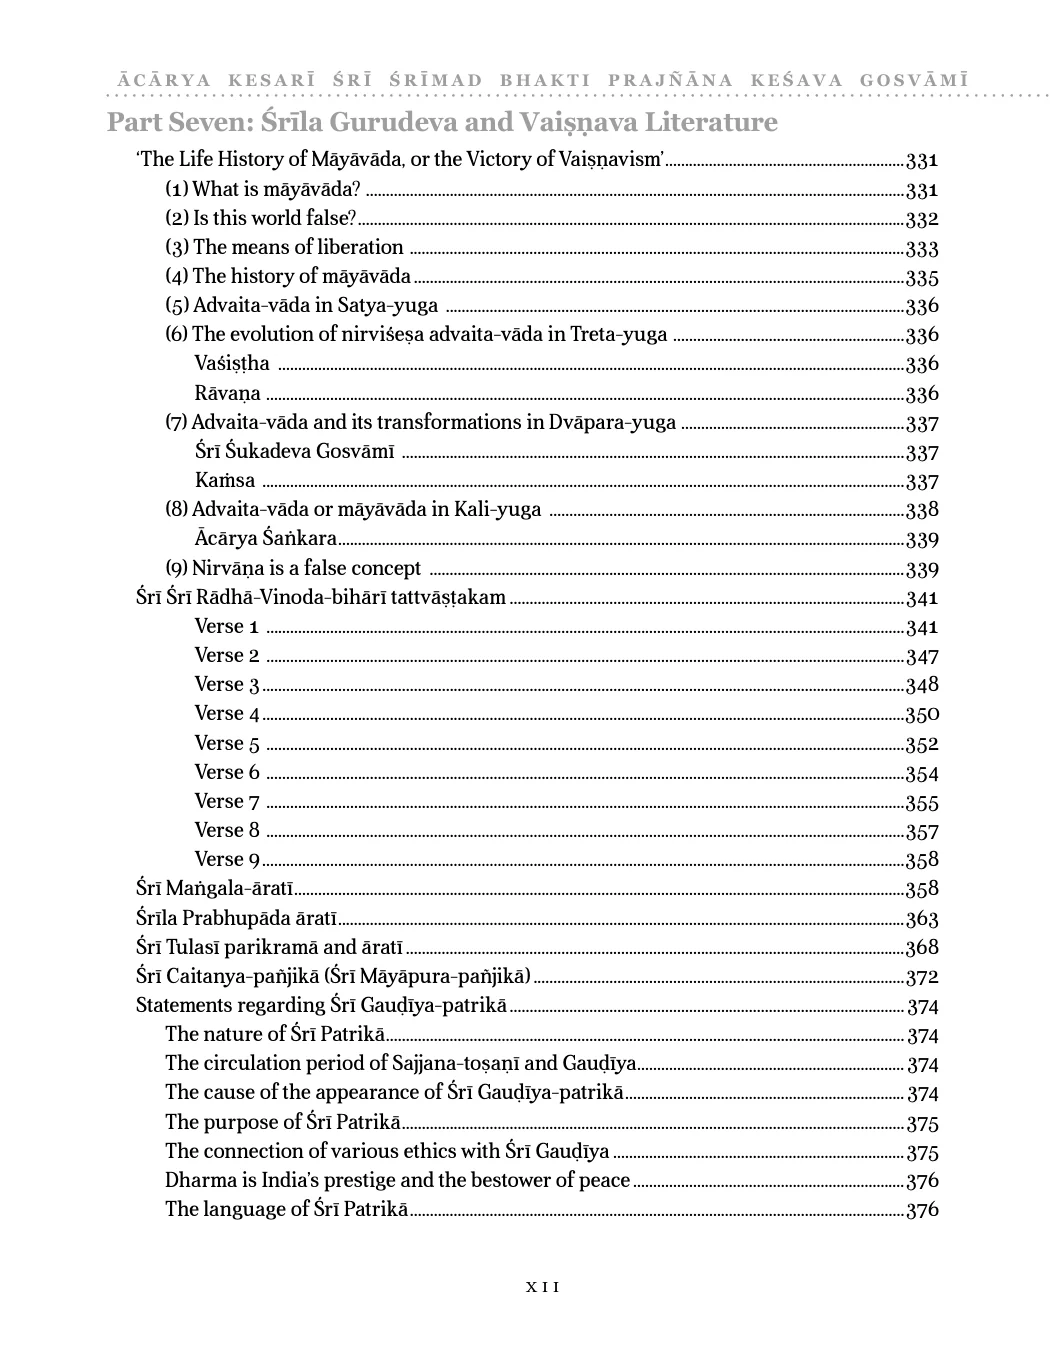 ĀCĀRYA KESARĪ ŚRĪ ŚRĪMAD BHAKTI PRAJÑĀNA KEŚAVA GOSVĀMĪ
Part Seven: Śrīla Gurudeva and Vaiṣṇava Literature
‘The Life History of Māyāvāda, or the Victory of Vaiṣṇavism’ 331
(1) What is māyāvāda? 331
(2) Is this world false? 332
(3) The means of liberation 333
(4) The history of māyāvāda 335
(5) Advaita-vāda in Satya-yuga 336
(6) The evolution of nirviśeṣa advaita-vāda in Treta-yuga 336
Vaśiṣṭha 336
Rāvaṇa 336
(7) Advaita-vāda and its transformations in Dvāpara-yuga 337
Śrī Śukadeva Gosvāmī 337
Kaṁsa 337
(8) Advaita-vāda or māyāvāda in Kali-yuga 338
Ācārya Śaṅkara 339
(9) Nirvāṇa is a false concept 339
Śrī Śrī Rādhā-Vinoda-bihārī tattvāṣṭakam 341
Verse 1 341
Verse 2 347
Verse 3 348
Verse 4 350
Verse 5 352
Verse 6 354
Verse 7 355
Verse 8 357
Verse 9 358
Śrī Maṅgala-āratī 358
Śrīla Prabhupāda āratī 363
Śrī Tulasī parikramā and āratī 368
Śrī Caitanya-pañjikā (Śrī Māyāpura-pañjikā) 372
Statements regarding Śrī Gauḍīya-patrikā 374
The nature of Śrī Patrikā 374
The circulation period of Sajjana-toṣaṇī and Gauḍīya 374
The cause of the appearance of Śrī Gauḍīya-patrikā 374
The purpose of Śrī Patrikā 375
The connection of various ethics with Śrī Gauḍīya 375
Dharma is India’s prestige and the bestower of peace 376
The language of Śrī Patrikā 376
XII